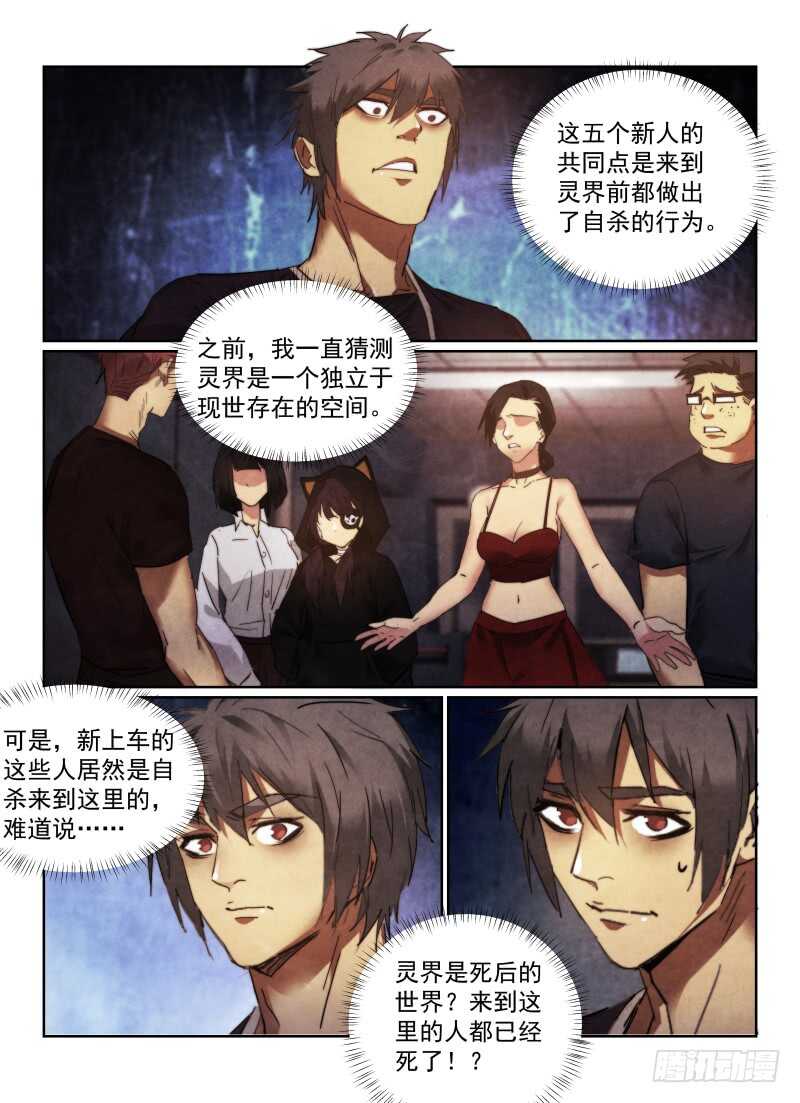 这五个新人的
共同点是来到
灵界前都做出
了自杀的行为。
之前，我一直猜测
灵界是一个独立于
现世存在的空间。
可是，新上车的
这些人居然是自
杀来到这里的，
难道说……
灵界是死后的
世界？来到这
里的人都已经
死了！？
腾讯动漫